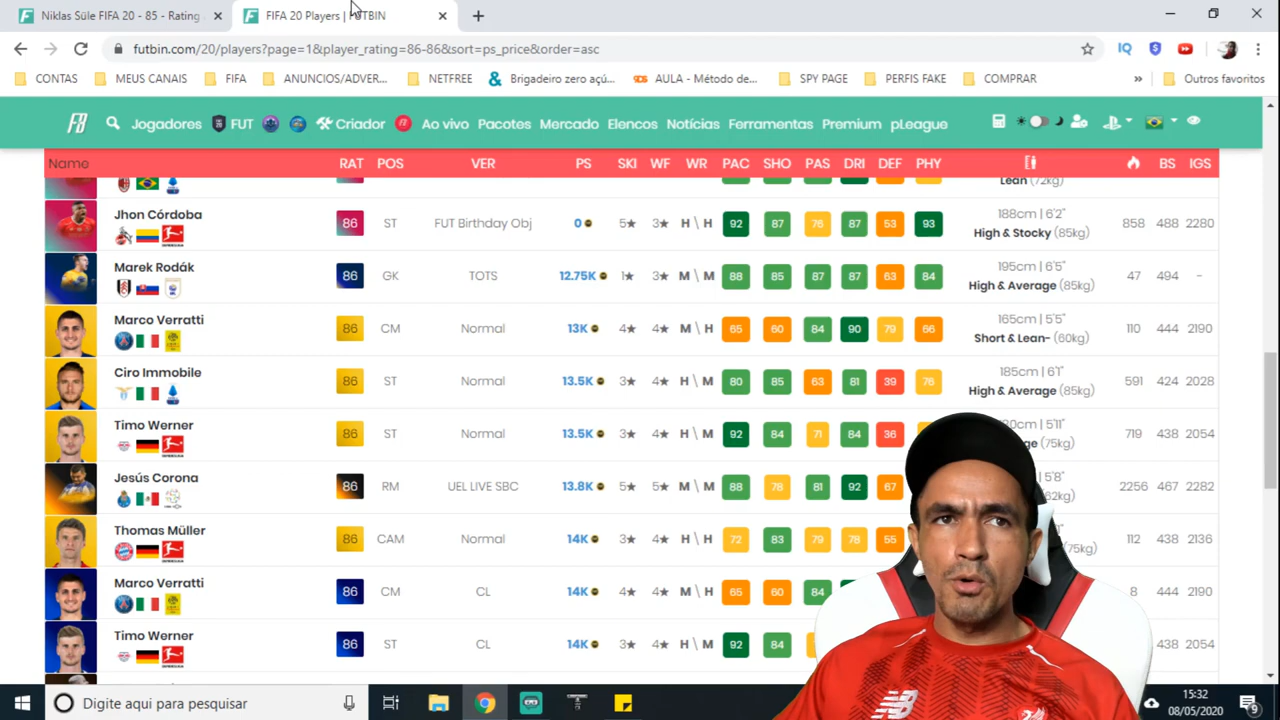 Niklas Süle FIFA 20 - 85 - Rating
FIFA 20 Players | FUTBIN
futbin.com/20/players?page=1&player_rating=86-86&sort=ps_price&order=asc
CONTAS MEUS CANAIS FIFA ANUNCIOS/ADVER... NETFREE Brigadeiro zero açú... AULA - Método de... SPY PAGE PERFIS FAKE COMPRAR » Outros favoritos
Jogadores FUT Criador Ao vivo Pacotes Mercado Elencos Notícias Ferramentas Premium pLeague
Name RAT POS VER PS SKI WF WR PAC SHO PAS DRI DEF PHY BS IGS
Lean (72kg)
Jhon Córdoba 86 ST FUT Birthday Obj 0 5★ 3★ H \ H 92 87 76 87 53 93 188cm | 6'2" 858 488 2280
High & Stocky (85kg)
Marek Rodák 86 GK TOTS 12.75K 1★ 3★ M \ M 88 85 87 87 63 84 195cm | 6'5" 47 494 -
High & Average (85kg)
Marco Verratti 86 CM Normal 13K 4★ 4★ M \ H 65 60 84 90 79 66 165cm | 5'5" 110 444 2190
Short & Lean- (60kg)
Ciro Immobile 86 ST Normal 13.5K 3★ 4★ H \ M 80 85 63 81 39 76 185cm | 6'1" 591 424 2028
High & Average (85kg)
Timo Werner 86 ST Normal 13.5K 3★ 4★ H \ M 92 84 71 84 36 5'11" 719 438 2054
(75kg)
Jesús Corona 86 RM UEL LIVE SBC 13.8K 5★ 5★ M \ M 88 78 81 92 67 5'8" 2256 467 2282
Thomas Müller 86 CAM Normal 14K 3★ 4★ H \ H 72 83 79 78 55 112 438 2136
(75kg)
Marco Verratti 86 CM CL 14K 4★ 4★ M \ H 65 60 84 8 444 2190
Timo Werner 86 ST CL 14K 3★ 4★ H \ M 92 84 438 2054
Digite aqui para pesquisar
15:32
08/05/2020
9